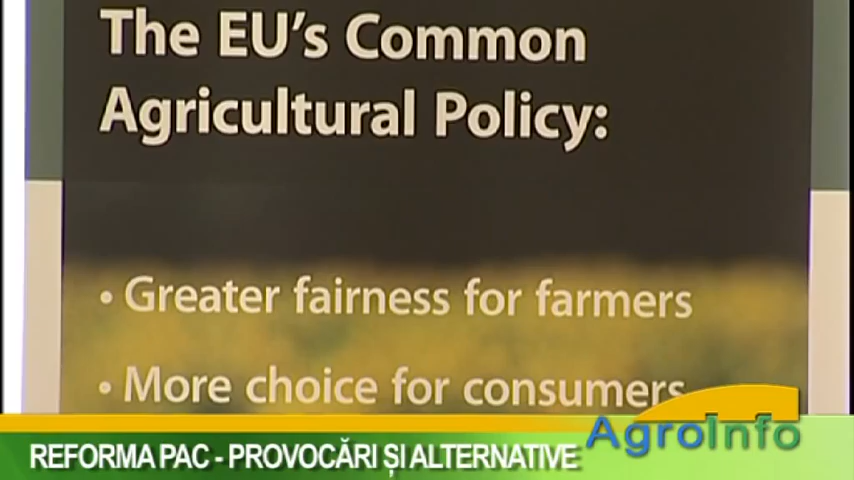 The EU's Common
Agricultural Policy:
• Greater fairness for farmers
• More choice for consumers
AgroInfo
REFORMA PAC - PROVOCĂRI ȘI ALTERNATIVE